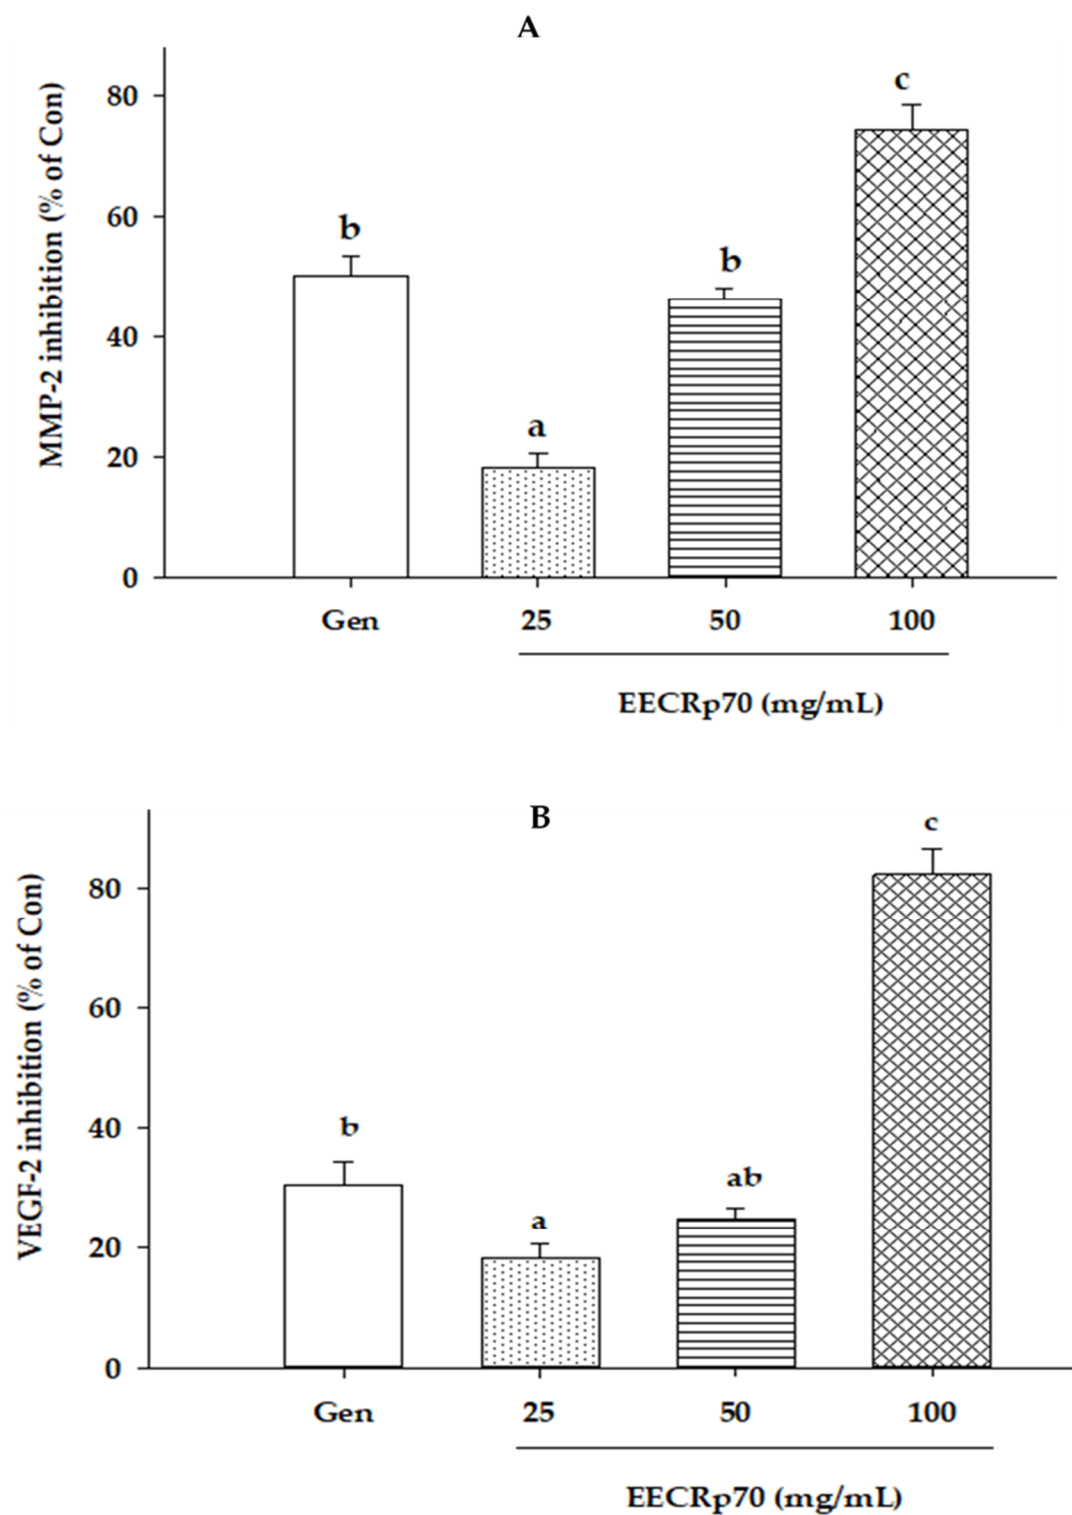 A
MMP-2 inhibition (% of Con)
80
60
40
20
0
b
a
b
c
Gen 25 50 100
EECRp70 (mg/mL)
B
VEGF-2 inhibition (% of Con)
80
60
40
20
0
b
a
ab
c
Gen 25 50 100
EECRp70 (mg/mL)